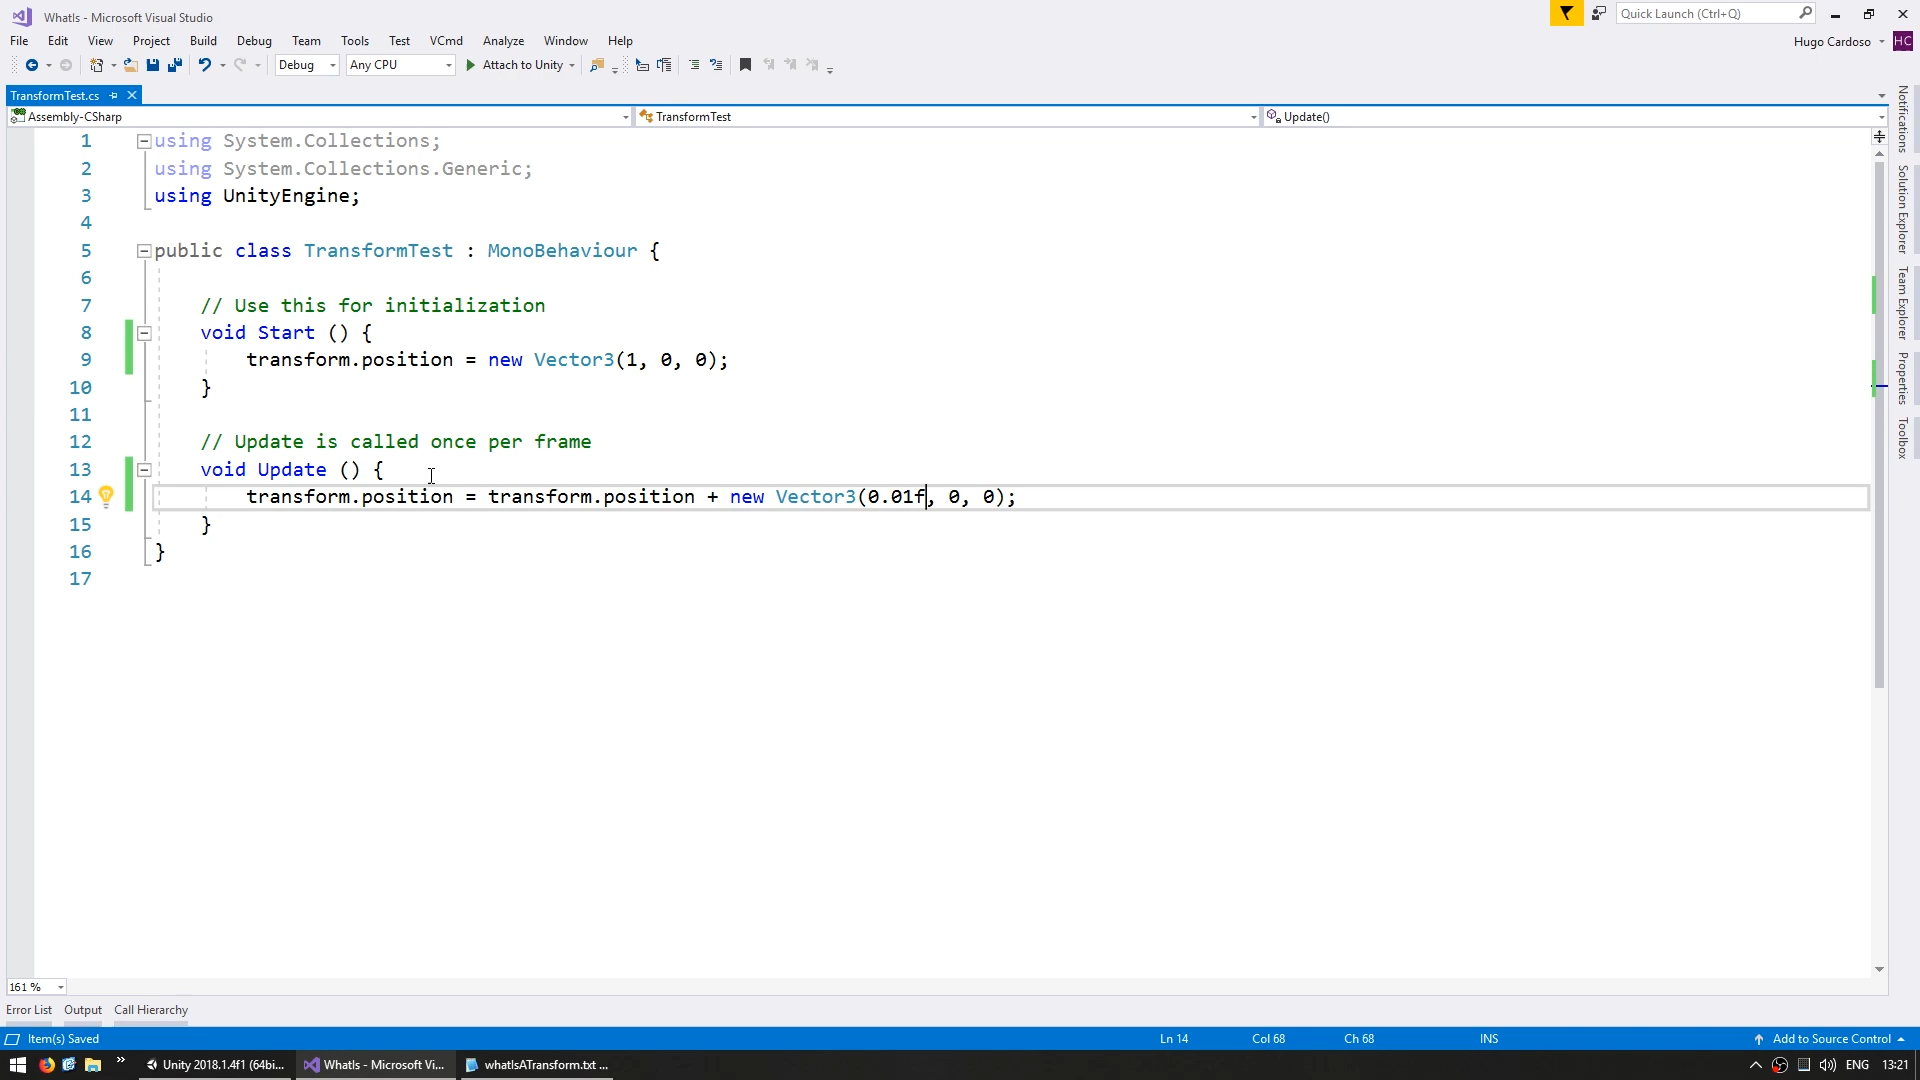 WhatIs - Microsoft Visual Studio
Quick Launch (Ctrl+Q)
File Edit View Project Build Debug Team Tools Test VCmd Analyze Window Help
Hugo Cardoso HC
Debug Any CPU Attach to Unity
TransformTest.cs
Assembly-CSharp TransformTest Update()
1 using System.Collections;
2 using System.Collections.Generic;
3 using UnityEngine;
4
5 public class TransformTest : MonoBehaviour {
6
7 // Use this for initialization
8 void Start () {
9 transform.position = new Vector3(1, 0, 0);
10 }
11
12 // Update is called once per frame
13 void Update () {
14 transform.position = transform.position + new Vector3(0.01f, 0, 0);
15 }
16 }
17
Notifications
Solution Explorer
Team Explorer
Properties
Toolbox
161 %
Error List Output Call Hierarchy
Item(s) Saved Ln 14 Col 68 Ch 68 INS Add to Source Control
Unity 2018.1.4f1 (64bi... WhatIs - Microsoft Vi... whatIsATransform.txt ... ENG 13:21